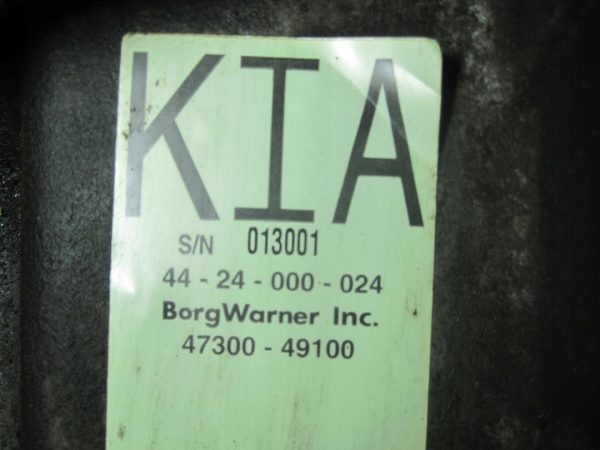 KIA
S/N 013001
44 - 24 - 000 - 024
BorgWarner Inc.
47300 - 49100